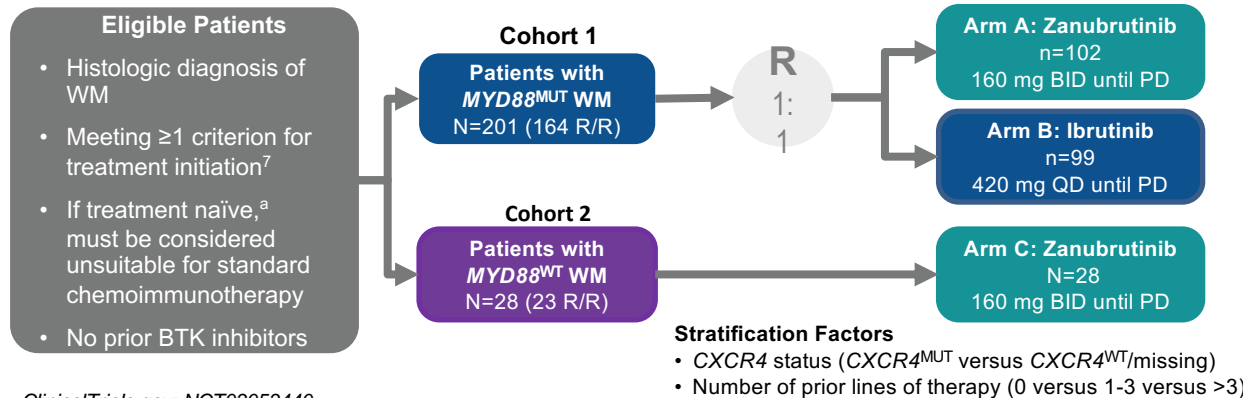 Eligible Patients
• Histologic diagnosis of
WM
• Meeting ≥1 criterion for
treatment initiation7
• If treatment naïve,a
must be considered
unsuitable for standard
chemoimmunotherapy
• No prior BTK inhibitors
Cohort 1
Patients with
MYD88MUT WM
N=201 (164 R/R)
R
1:
1
Arm A: Zanubrutinib
n=102
160 mg BID until PD
Arm B: Ibrutinib
n=99
420 mg QD until PD
Cohort 2
Patients with
MYD88WT WM
N=28 (23 R/R)
Arm C: Zanubrutinib
N=28
160 mg BID until PD
Stratification Factors
• CXCR4 status (CXCR4MUT versus CXCR4WT/missing)
• Number of prior lines of therapy (0 versus 1-3 versus >3)